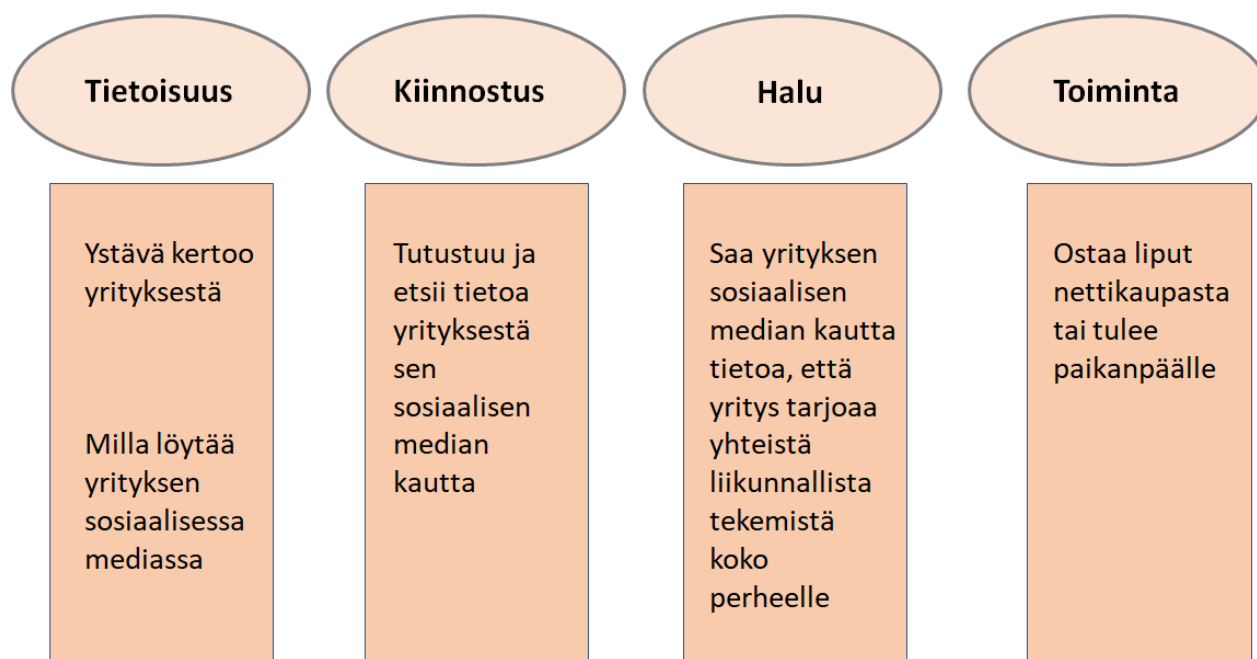 Tietoisuus
Ystävä kertoo
yrityksestä
Milla löytää
yrityksen
sosiaalisessa
mediassa
Kiinnostus
Tutustuu ja
etsii tietoa
yrityksestä
sen
sosiaalisen
median
kautta
Halu
Saa yrityksen
sosiaalisen
median kautta
tietoa, että
yritys tarjoaa
yhteistä
liikunnallista
tekemistä
koko
perheelle
Toiminta
Ostaa liput
nettikaupasta
tai tulee
paikanpäälle